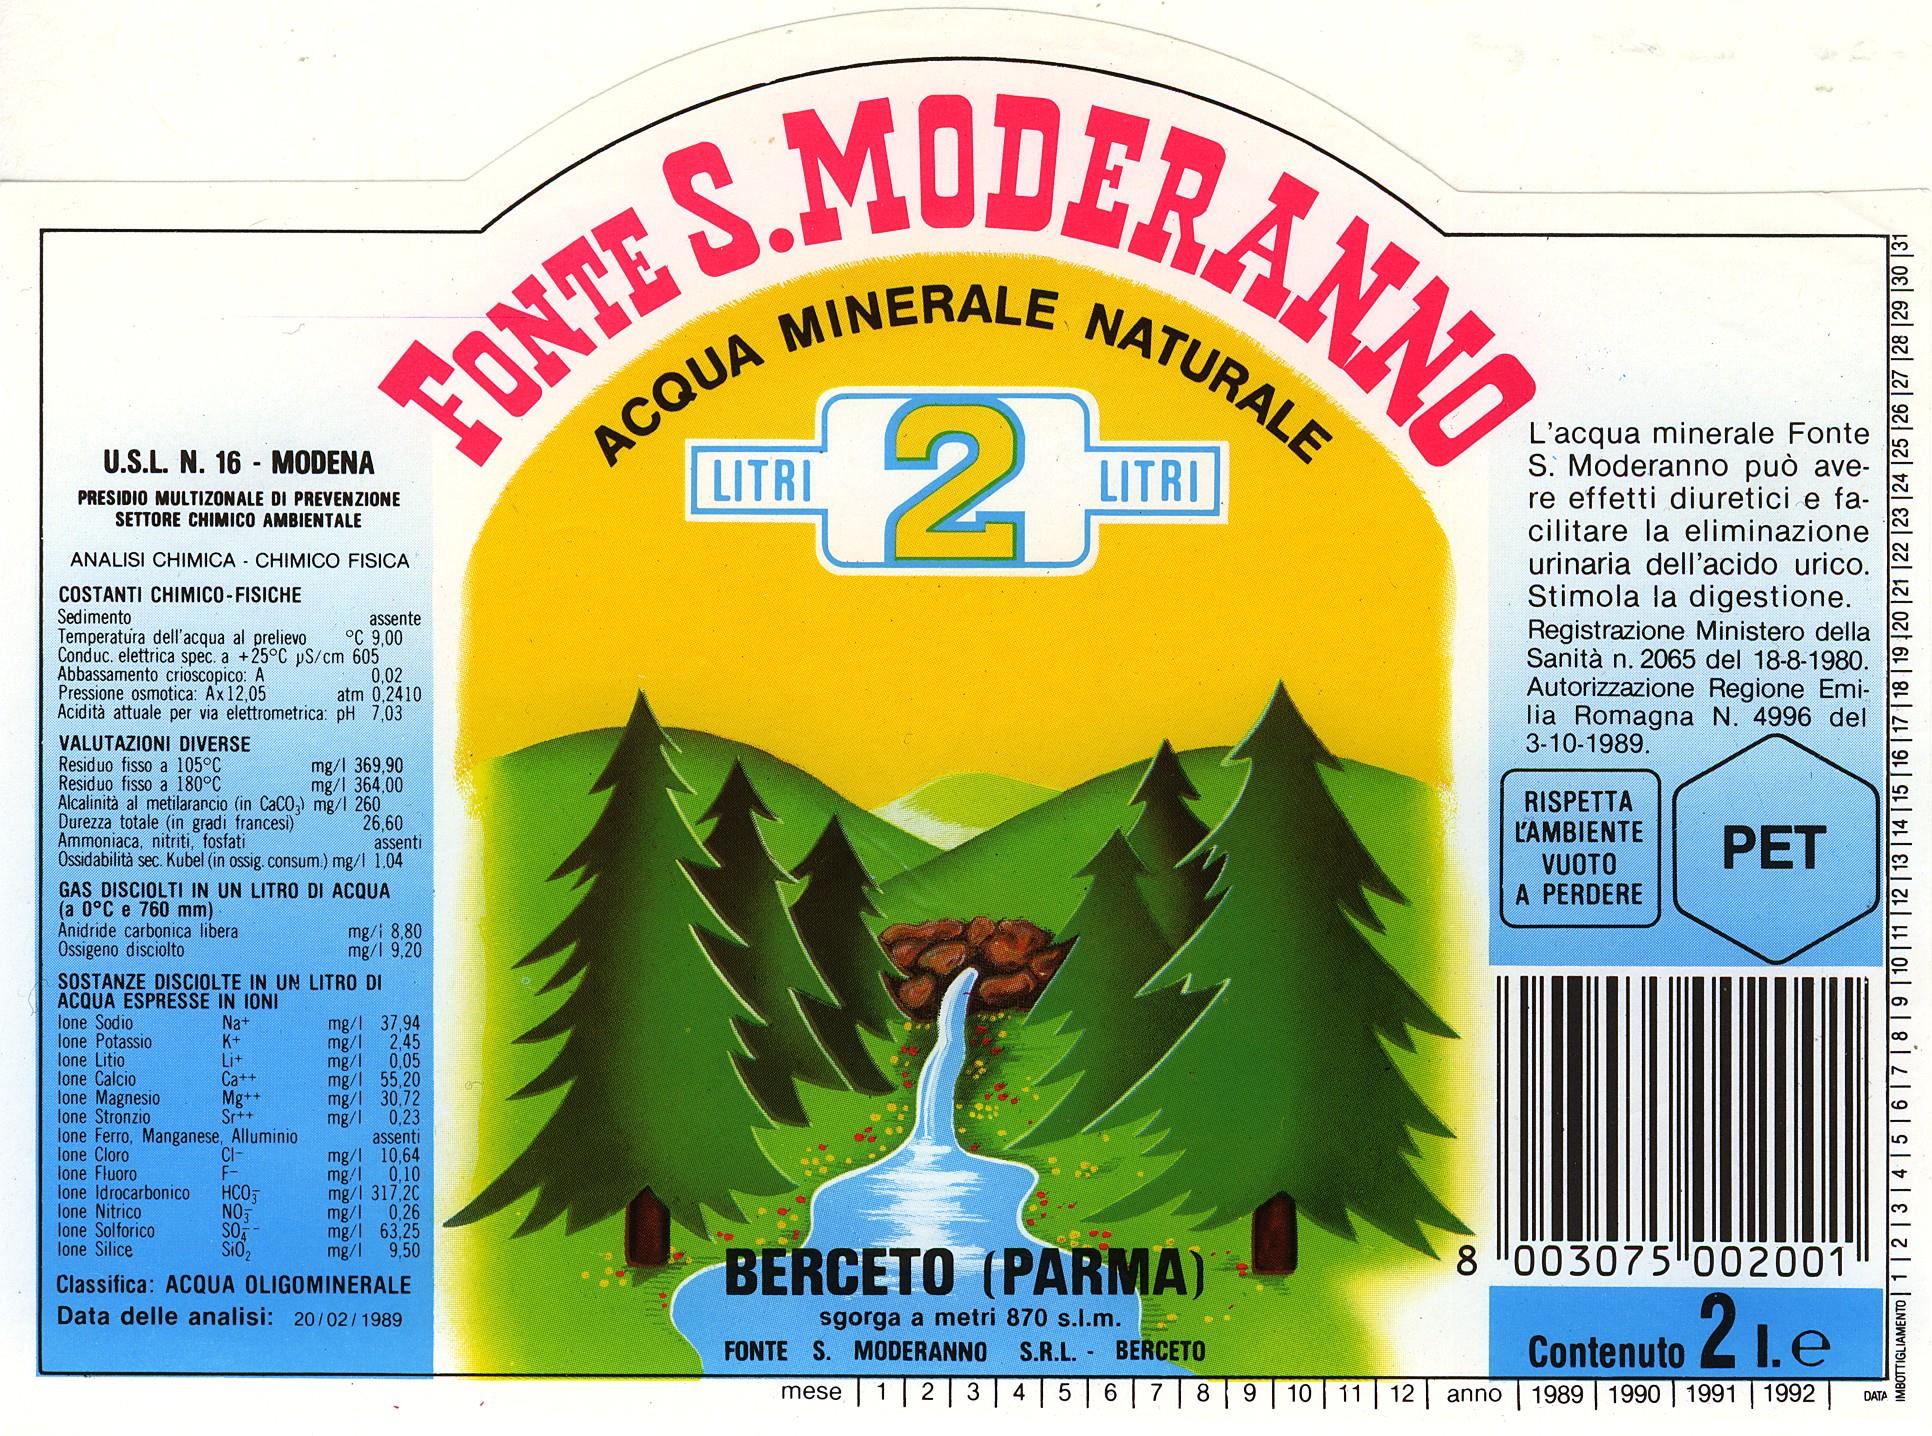 FONTE S. MODERANNO
ACQUA MINERALE NATURALE
LITRI 2 LITRI
U.S.L. N. 16 - MODENA
PRESIDIO MULTIZONALE DI PREVENZIONE
SETTORE CHIMICO AMBIENTALE
ANALISI CHIMICA - CHIMICO FISICA
COSTANTI CHIMICO-FISICHE
Sedimento assente
Temperatura dell'acqua al prelievo °C 9,00
Conduc. elettrica spec. a +25°C µS/cm 605
Abbassamento crioscopico: A 0,02
Pressione osmotica: Ax12,05 atm 0,2410
Acidità attuale per via elettrometrica: pH 7,03
VALUTAZIONI DIVERSE
Residuo fisso a 105°C mg/l 369,90
Residuo fisso a 180°C mg/l 364,00
Alcalinità al metilarancio (in CaCO3) mg/l 260
Durezza totale (in gradi francesi) 26,60
Ammoniaca, nitriti, fosfati assenti
Ossidabilità sec. Kubel (in ossig. consum.) mg/l 1.04
GAS DISCIOLTI IN UN LITRO DI ACQUA
(a 0°C e 760 mm)
Anidride carbonica libera mg/l 8,80
Ossigeno disciolto mg/l 9,20
SOSTANZE DISCIOLTE IN UN LITRO DI
ACQUA ESPRESSE IN IONI
Ione Sodio Na+ mg/l 37,94
Ione Potassio K+ mg/l 2,45
Ione Litio Li+ mg/l 0,05
Ione Calcio Ca++ mg/l 55,20
Ione Magnesio Mg++ mg/l 30,72
Ione Stronzio Sr++ mg/l 0,23
Ione Ferro, Manganese, Alluminio assenti
Ione Cloro Cl- mg/l 10,64
Ione Fluoro F- mg/l 0,10
Ione Idrocarbonico HCO3- mg/l 317,20
Ione Nitrico NO3- mg/l 0,26
Ione Solforico SO4-- mg/l 63,25
Ione Silice SiO2 mg/l 9,50
Classifica: ACQUA OLIGOMINERALE
Data delle analisi: 20/02/1989
BERCETO (PARMA)
sgorga a metri 870 s.l.m.
FONTE S. MODERANNO S.R.L. - BERCETO
L'acqua minerale Fonte
S. Moderanno può ave-
re effetti diuretici e fa-
cilitare la eliminazione
urinaria dell'acido urico.
Stimola la digestione.
Registrazione Ministero della
Sanità n. 2065 del 18-8-1980.
Autorizzazione Regione Emi-
lia Romagna N. 4996 del
3-10-1989.
RISPETTA
L'AMBIENTE
VUOTO
A PERDERE
PET
8 003075 002001
Contenuto 2 l. e
mese 1 2 3 4 5 6 7 8 9 10 11 12 anno 1989 1990 1991 1992
DATA IMBOTTIGLIAMENTO 1 2 3 4 5 6 7 8 9 10 11 12 13 14 15 16 17 18 19 20 21 22 23 24 25 26 27 28 29 30 31